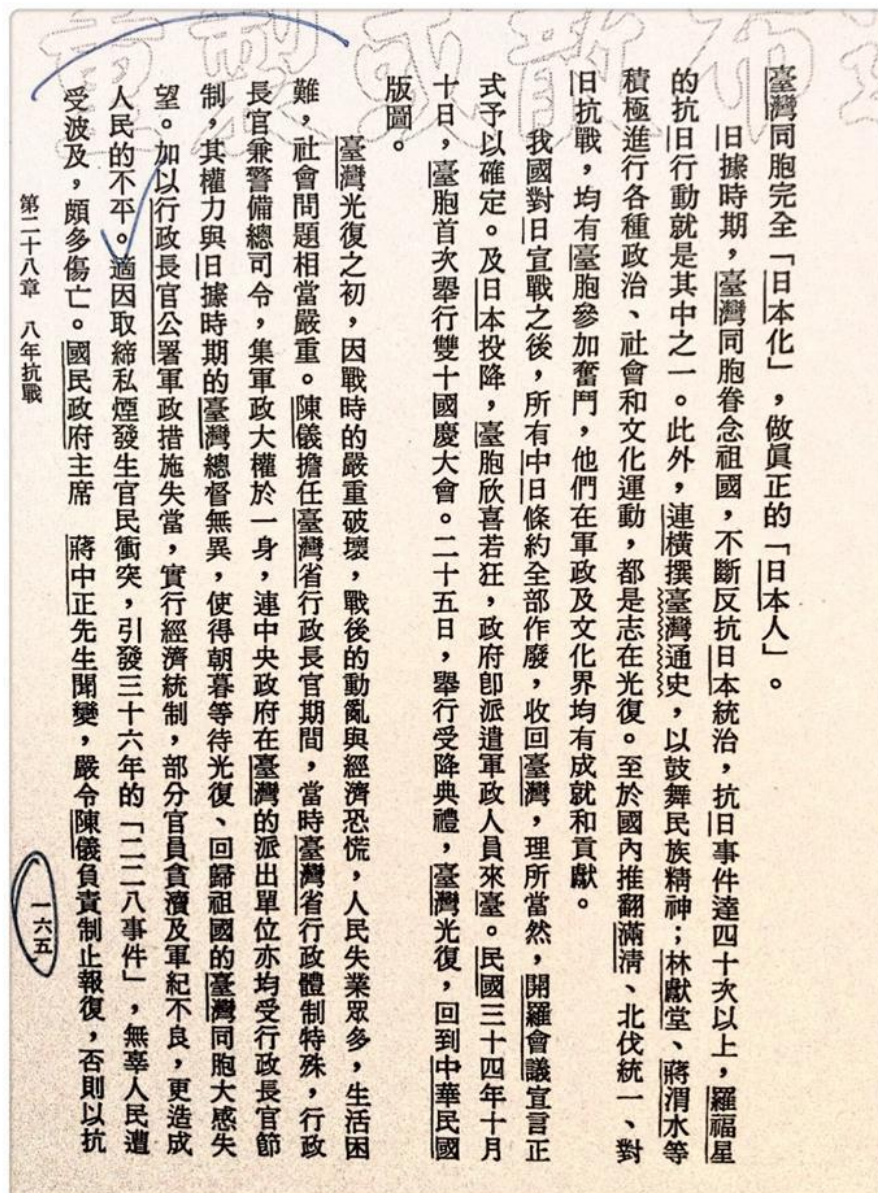 臺灣同胞完全「日本化」，做眞正的「日本人」。
日據時期，臺灣同胞眷念祖國，不斷反抗日本統治，抗日事件達四十次以上，羅福星
的抗日行動就是其中之一。此外，連橫撰臺灣通史，以鼓舞民族精神；林獻堂、蔣渭水等
積極進行各種政治、社會和文化運動，都是志在光復。至於國內推翻滿清、北伐統一、對
日抗戰，均有臺胞參加奮鬥，他們在軍政及文化界均有成就和貢獻。
我國對日宣戰之後，所有中日條約全部作廢，收回臺灣，理所當然，開羅會議宣言正
式予以確定。及日本投降，臺胞欣喜若狂，政府卽派遣軍政人員來臺。民國三十四年十月
十日，臺胞首次舉行雙十國慶大會。二十五日，舉行受降典禮，臺灣光復，回到中華民國
版圖。
臺灣光復之初，因戰時的嚴重破壞，戰後的動亂與經濟恐慌，人民失業眾多，生活困
難，社會問題相當嚴重。陳儀擔任臺灣省行政長官期間，當時臺灣省行政體制特殊，行政
長官兼警備總司令，集軍政大權於一身，連中央政府在臺灣的派出單位亦均受行政長官節
制，其權力與日據時期的臺灣總督無異，使得朝暮等待光復、回歸祖國的臺灣同胞大感失
望。加以行政長官公署軍政措施失當，實行經濟統制，部分官員貪瀆及軍紀不良，更造成
人民的不平。適因取締私煙發生官民衝突，引發三十六年的「二二八事件」，無辜人民遭
受波及，頗多傷亡。國民政府主席　蔣中正先生聞變，嚴令陳儀負責制止報復，否則以抗
第二十八章　八年抗戰
一六五
重製或散布